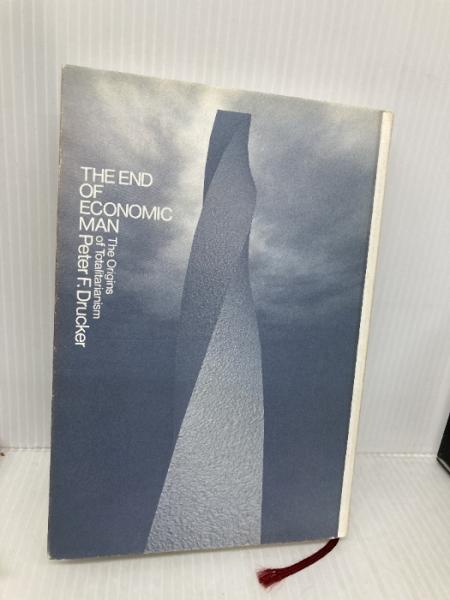 THE END
OF
ECONOMIC
MAN
The Origins
of Totalitarianism
Peter F. Drucker